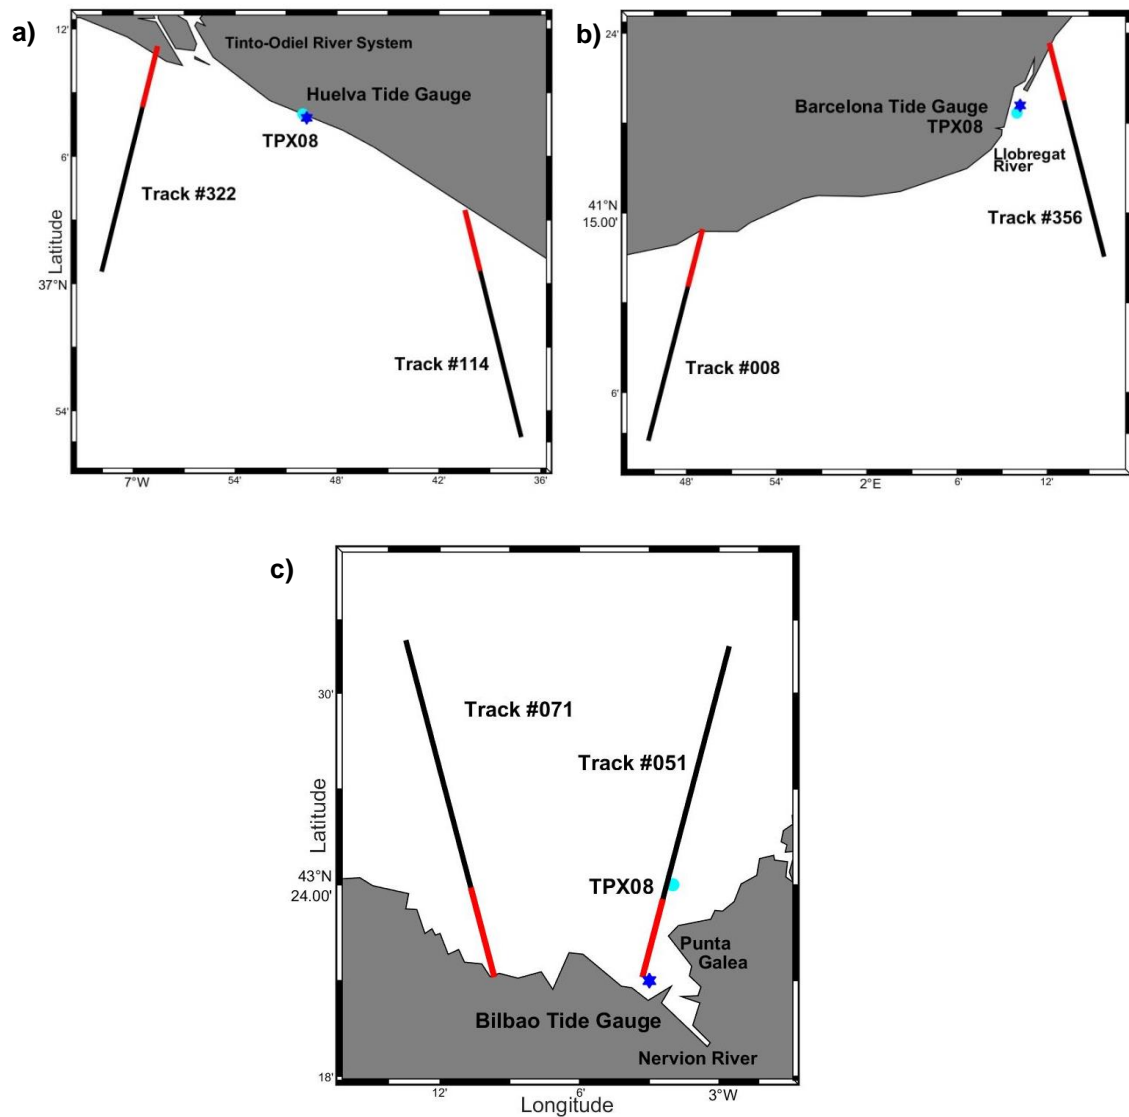 a)
12'
Tinto-Odiel River System
Huelva Tide Gauge
TPX08
6'
Track #322
Latitude
37°N
Track #114
54'
7°W
54'
48'
42'
36'
b)
24'
Barcelona Tide Gauge
TPX08
Llobregat
River
41°N
15.00'
Track #356
Track #008
6'
48'
54'
2°E
6'
12'
c)
30'
Track #071
Track #051
Latitude
43°N
24.00'
TPX08
Punta
Galea
Bilbao Tide Gauge
Nervion River
18'
12'
6'
3°W
Longitude